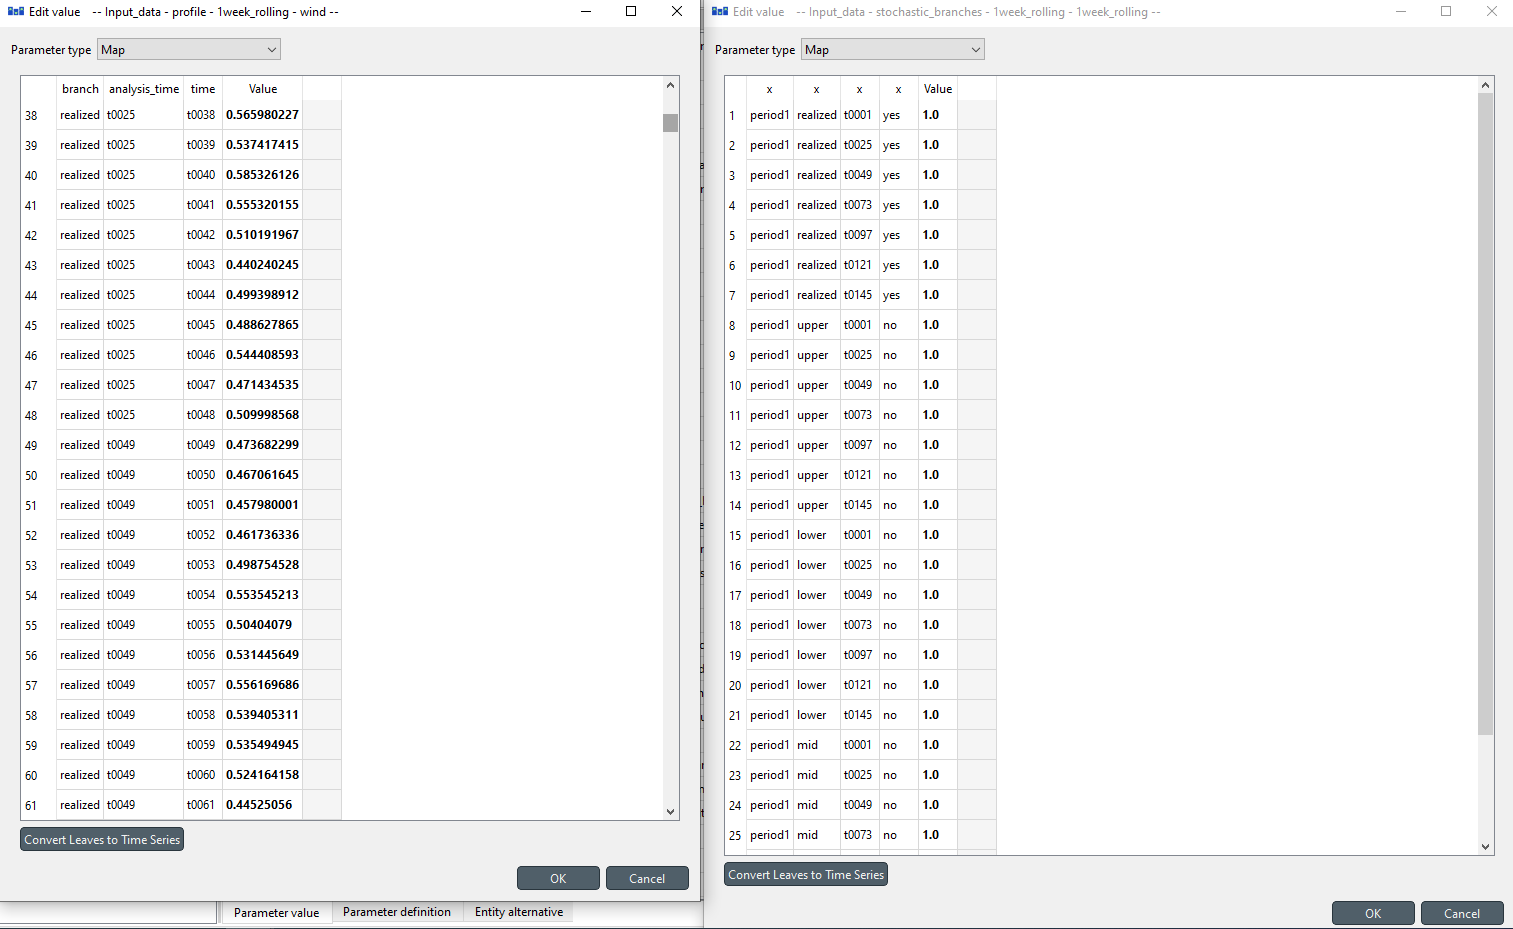 Edit value -- Input_data - profile - 1week_rolling - wind --
Parameter type Map
branch analysis_time time Value
38 realized t0025 t0038 0.565980227
39 realized t0025 t0039 0.537417415
40 realized t0025 t0040 0.585326126
41 realized t0025 t0041 0.555320155
42 realized t0025 t0042 0.510191967
43 realized t0025 t0043 0.440240245
44 realized t0025 t0044 0.499398912
45 realized t0025 t0045 0.488627865
46 realized t0025 t0046 0.544408593
47 realized t0025 t0047 0.471434535
48 realized t0025 t0048 0.509998568
49 realized t0049 t0049 0.473682299
50 realized t0049 t0050 0.467061645
51 realized t0049 t0051 0.457980001
52 realized t0049 t0052 0.461736336
53 realized t0049 t0053 0.498754528
54 realized t0049 t0054 0.553545213
55 realized t0049 t0055 0.50404079
56 realized t0049 t0056 0.531445649
57 realized t0049 t0057 0.556169686
58 realized t0049 t0058 0.539405311
59 realized t0049 t0059 0.535494945
60 realized t0049 t0060 0.524164158
61 realized t0049 t0061 0.44525056
Convert Leaves to Time Series
OK Cancel
Parameter value Parameter definition Entity alternative
Edit value -- Input_data - stochastic_branches - 1week_rolling - 1week_rolling --
Parameter type Map
x x x x Value
1 period1 realized t0001 yes 1.0
2 period1 realized t0025 yes 1.0
3 period1 realized t0049 yes 1.0
4 period1 realized t0073 yes 1.0
5 period1 realized t0097 yes 1.0
6 period1 realized t0121 yes 1.0
7 period1 realized t0145 yes 1.0
8 period1 upper t0001 no 1.0
9 period1 upper t0025 no 1.0
10 period1 upper t0049 no 1.0
11 period1 upper t0073 no 1.0
12 period1 upper t0097 no 1.0
13 period1 upper t0121 no 1.0
14 period1 upper t0145 no 1.0
15 period1 lower t0001 no 1.0
16 period1 lower t0025 no 1.0
17 period1 lower t0049 no 1.0
18 period1 lower t0073 no 1.0
19 period1 lower t0097 no 1.0
20 period1 lower t0121 no 1.0
21 period1 lower t0145 no 1.0
22 period1 mid t0001 no 1.0
23 period1 mid t0025 no 1.0
24 period1 mid t0049 no 1.0
25 period1 mid t0073 no 1.0
Convert Leaves to Time Series
OK Cancel